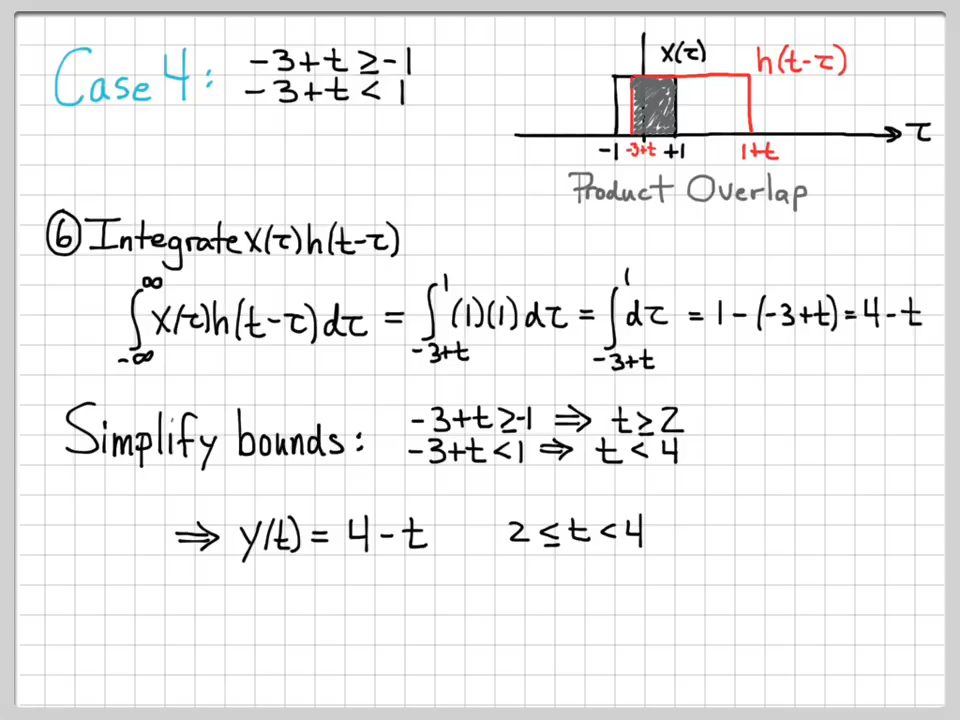 Case 4: -3+t ≥ -1
-3+t < 1
x(τ) h(t-τ)
τ
-1 -3+t +1 1+t
Product Overlap
⑥ Integrate x(τ)h(t-τ)
∫_{-∞}^{∞} x(τ)h(t-τ)dτ = ∫_{-3+t}^{1} (1)(1)dτ = ∫_{-3+t}^{1} dτ = 1-(-3+t)=4-t
Simplify bounds: -3+t≥-1 ⇒ t≥2
-3+t<1 ⇒ t<4
⇒ y(t) = 4-t 2 ≤ t < 4